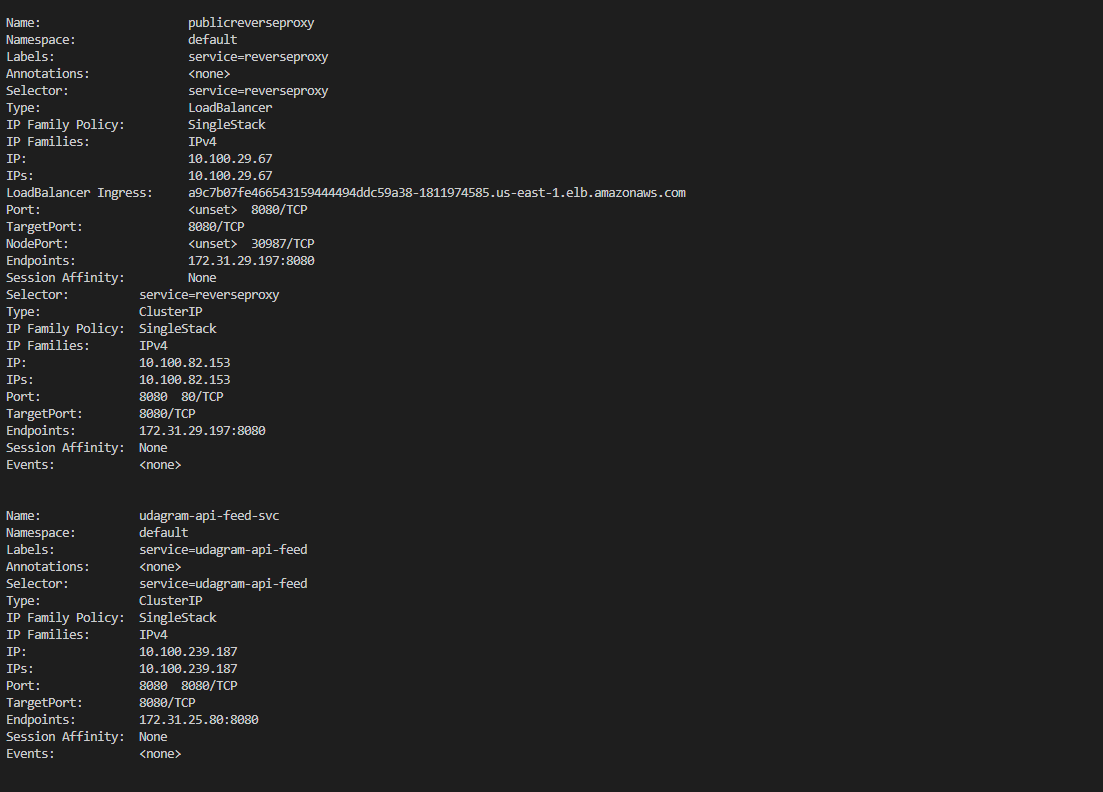 Name:                     publicreverseproxy
Namespace:                default
Labels:                   service=reverseproxy
Annotations:              <none>
Selector:                 service=reverseproxy
Type:                     LoadBalancer
IP Family Policy:         SingleStack
IP Families:              IPv4
IP:                       10.100.29.67
IPs:                      10.100.29.67
LoadBalancer Ingress:     a9c7b07fe466543159444494ddc59a38-1811974585.us-east-1.elb.amazonaws.com
Port:                     <unset>  8080/TCP
TargetPort:               8080/TCP
NodePort:                 <unset>  30987/TCP
Endpoints:                172.31.29.197:8080
Session Affinity:         None
Selector:          service=reverseproxy
Type:              ClusterIP
IP Family Policy:  SingleStack
IP Families:       IPv4
IP:                10.100.82.153
IPs:               10.100.82.153
Port:              8080  80/TCP
TargetPort:        8080/TCP
Endpoints:         172.31.29.197:8080
Session Affinity:  None
Events:            <none>
Name:              udagram-api-feed-svc
Namespace:         default
Labels:            service=udagram-api-feed
Annotations:       <none>
Selector:          service=udagram-api-feed
Type:              ClusterIP
IP Family Policy:  SingleStack
IP Families:       IPv4
IP:                10.100.239.187
IPs:               10.100.239.187
Port:              8080  8080/TCP
TargetPort:        8080/TCP
Endpoints:         172.31.25.80:8080
Session Affinity:  None
Events:            <none>